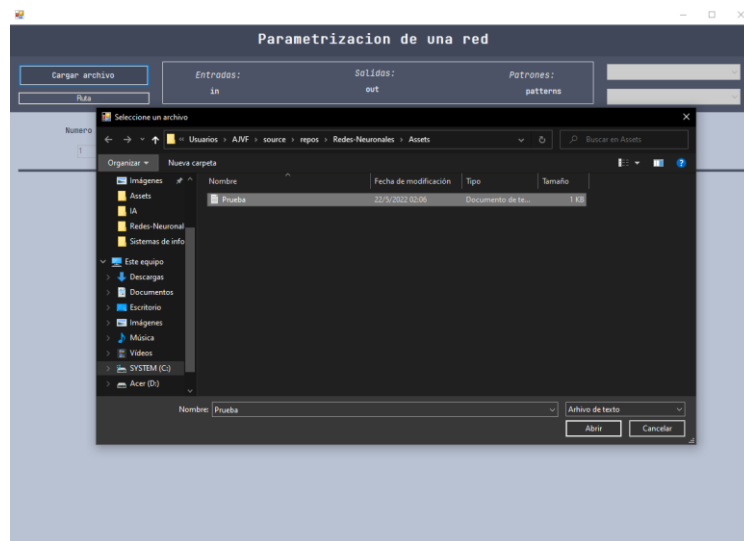 Parametrizacion de una red
Cargar archivo
Ruta
Entradas:
in
Salidas:
out
Patrones:
patterns
Numero
1
Seleccione un archivo
« Usuarios › AJVF › source › repos › Redes-Neuronales › Assets
Buscar en Assets
Organizar
Nueva carpeta
Imágenes
Assets
IA
Redes-Neuronal
Sistemas de info
Este equipo
Descargas
Documentos
Escritorio
Imágenes
Música
Vídeos
SYSTEM (C:)
Acer (D:)
Nombre Fecha de modificación Tipo Tamaño
Prueba 22/5/2022 02:06 Documento de te... 1 KB
Nombre: Prueba
Arhivo de texto
Abrir
Cancelar